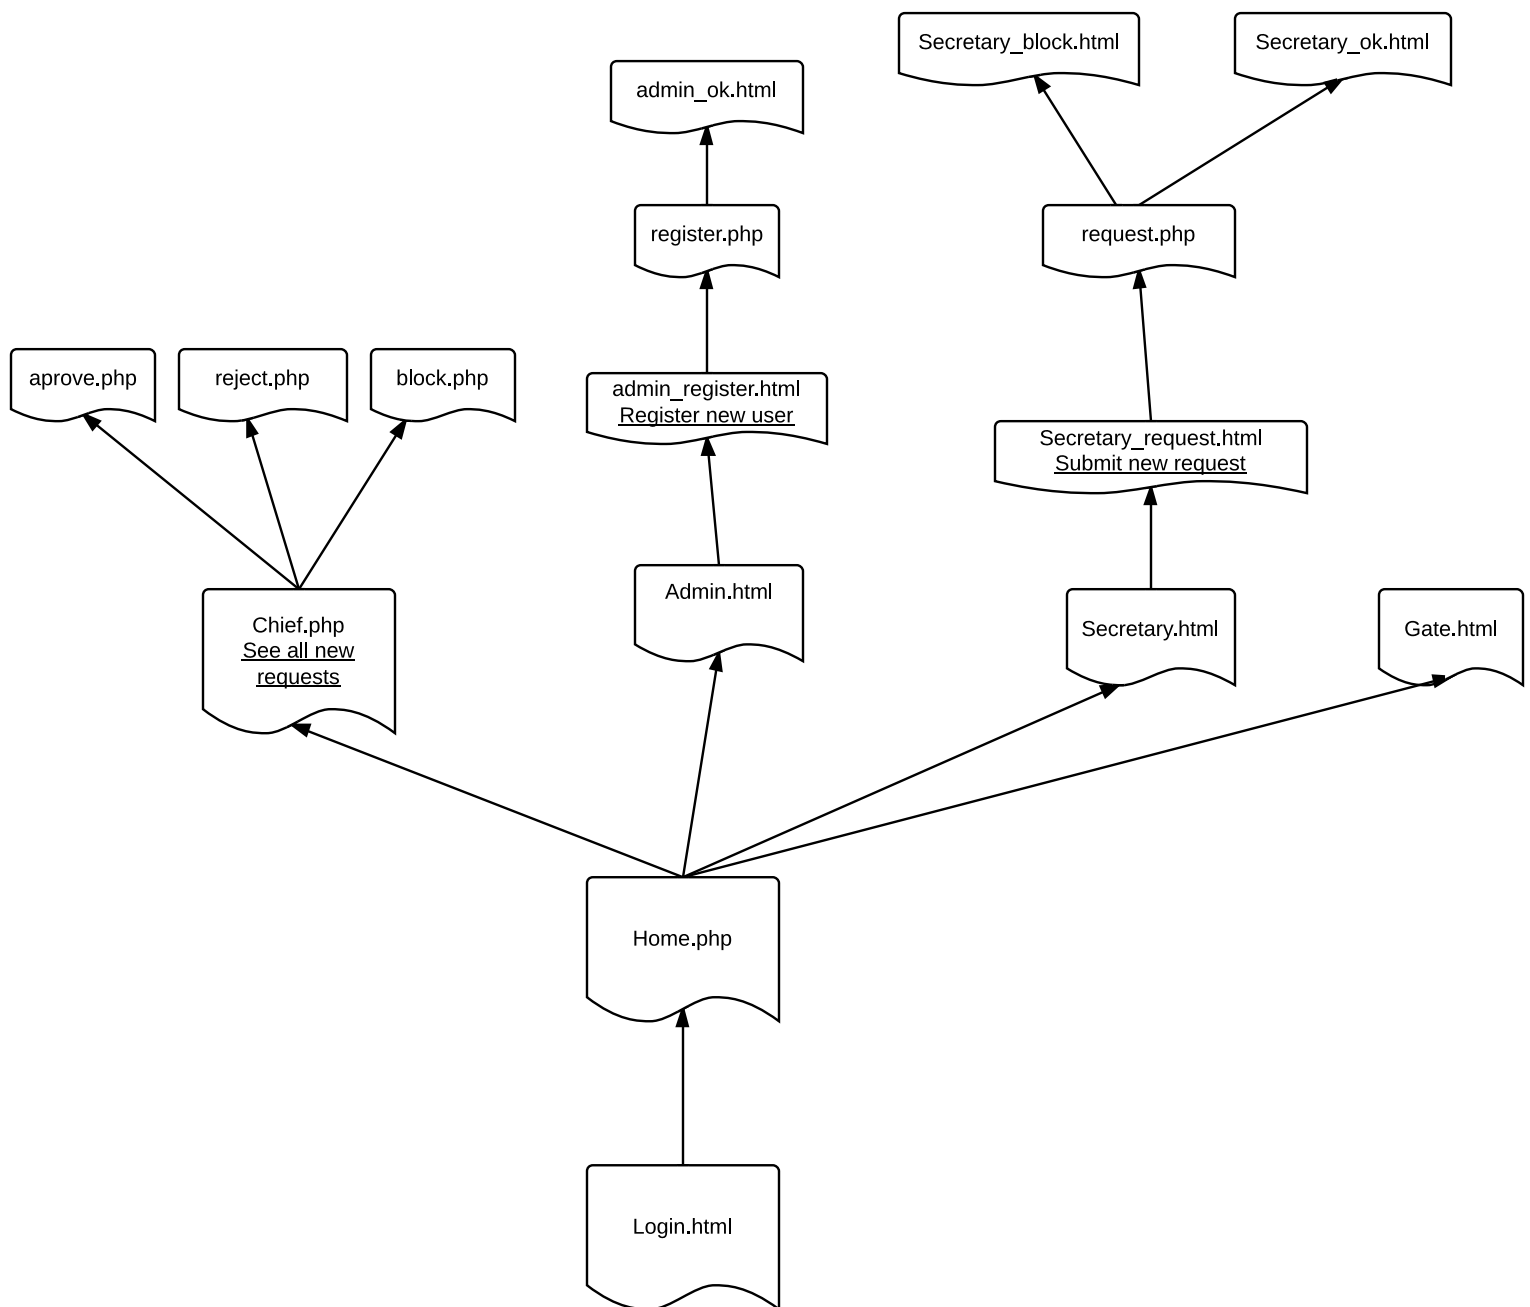 Secretary_block.html
Secretary_ok.html
admin_ok.html
register.php
request.php
aprove.php
reject.php
block.php
admin_register.html
Register new user
Secretary_request.html
Submit new request
Chief.php
See all new
requests
Admin.html
Secretary.html
Gate.html
Home.php
Login.html